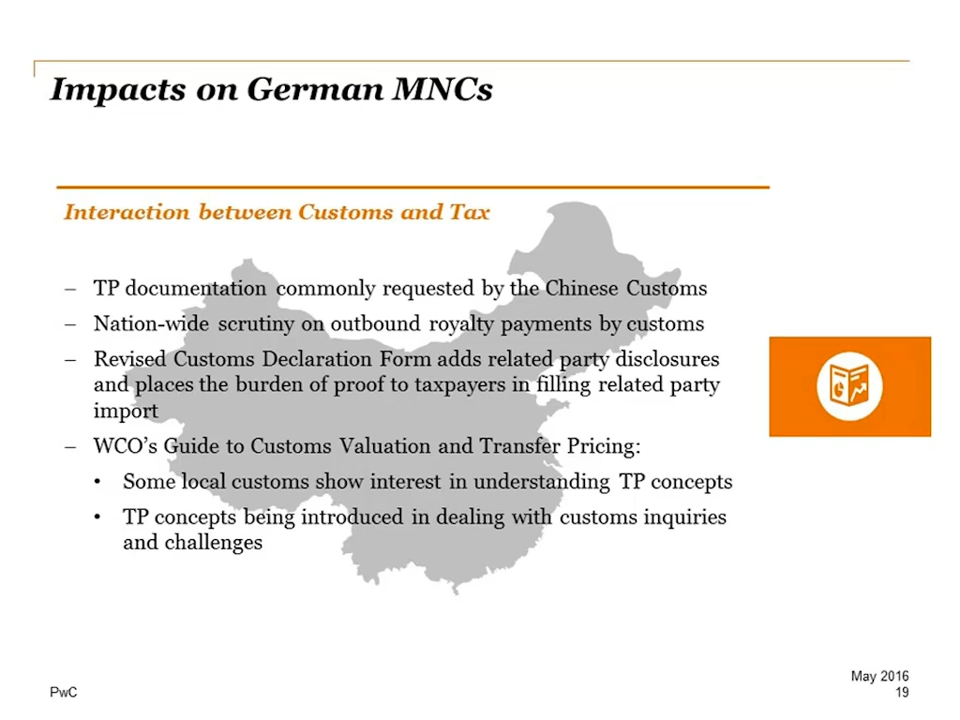 Impacts on German MNCs
Interaction between Customs and Tax
– TP documentation commonly requested by the Chinese Customs
– Nation-wide scrutiny on outbound royalty payments by customs
– Revised Customs Declaration Form adds related party disclosures
and places the burden of proof to taxpayers in filling related party
import
– WCO's Guide to Customs Valuation and Transfer Pricing:
• Some local customs show interest in understanding TP concepts
• TP concepts being introduced in dealing with customs inquiries
and challenges
May 2016
PwC 19